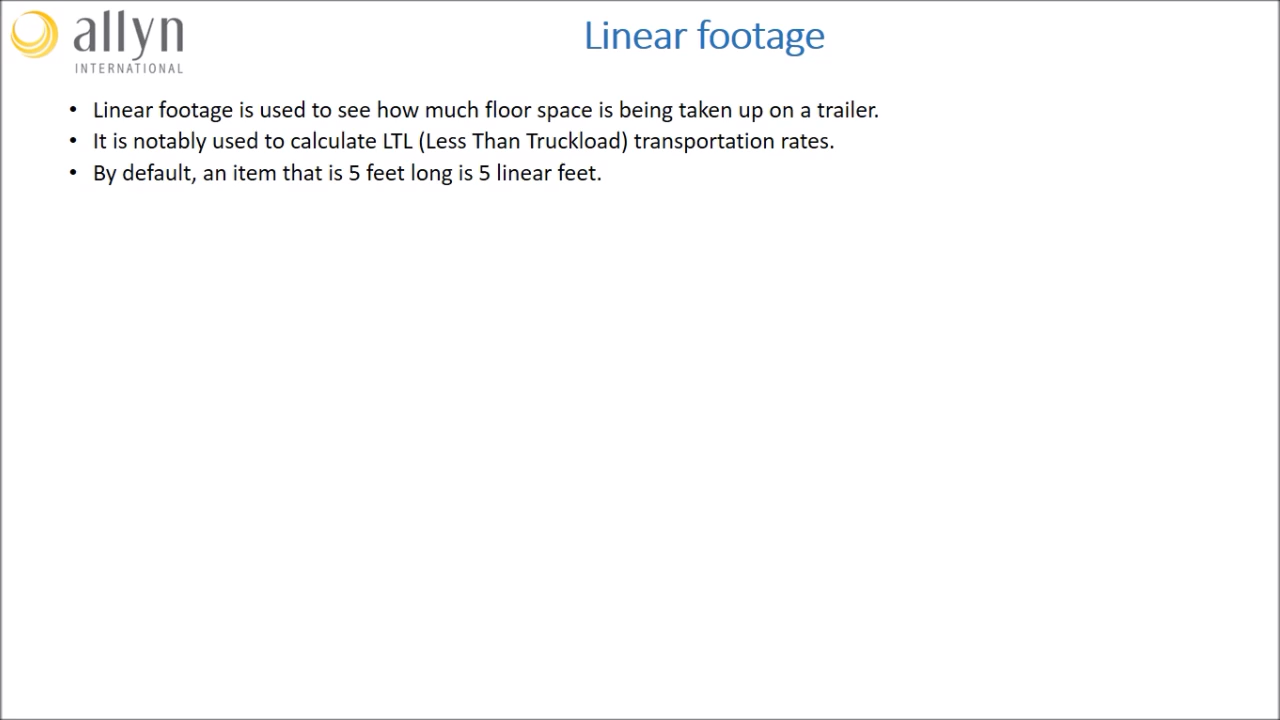 allyn
INTERNATIONAL
Linear footage
• Linear footage is used to see how much floor space is being taken up on a trailer.
• It is notably used to calculate LTL (Less Than Truckload) transportation rates.
• By default, an item that is 5 feet long is 5 linear feet.